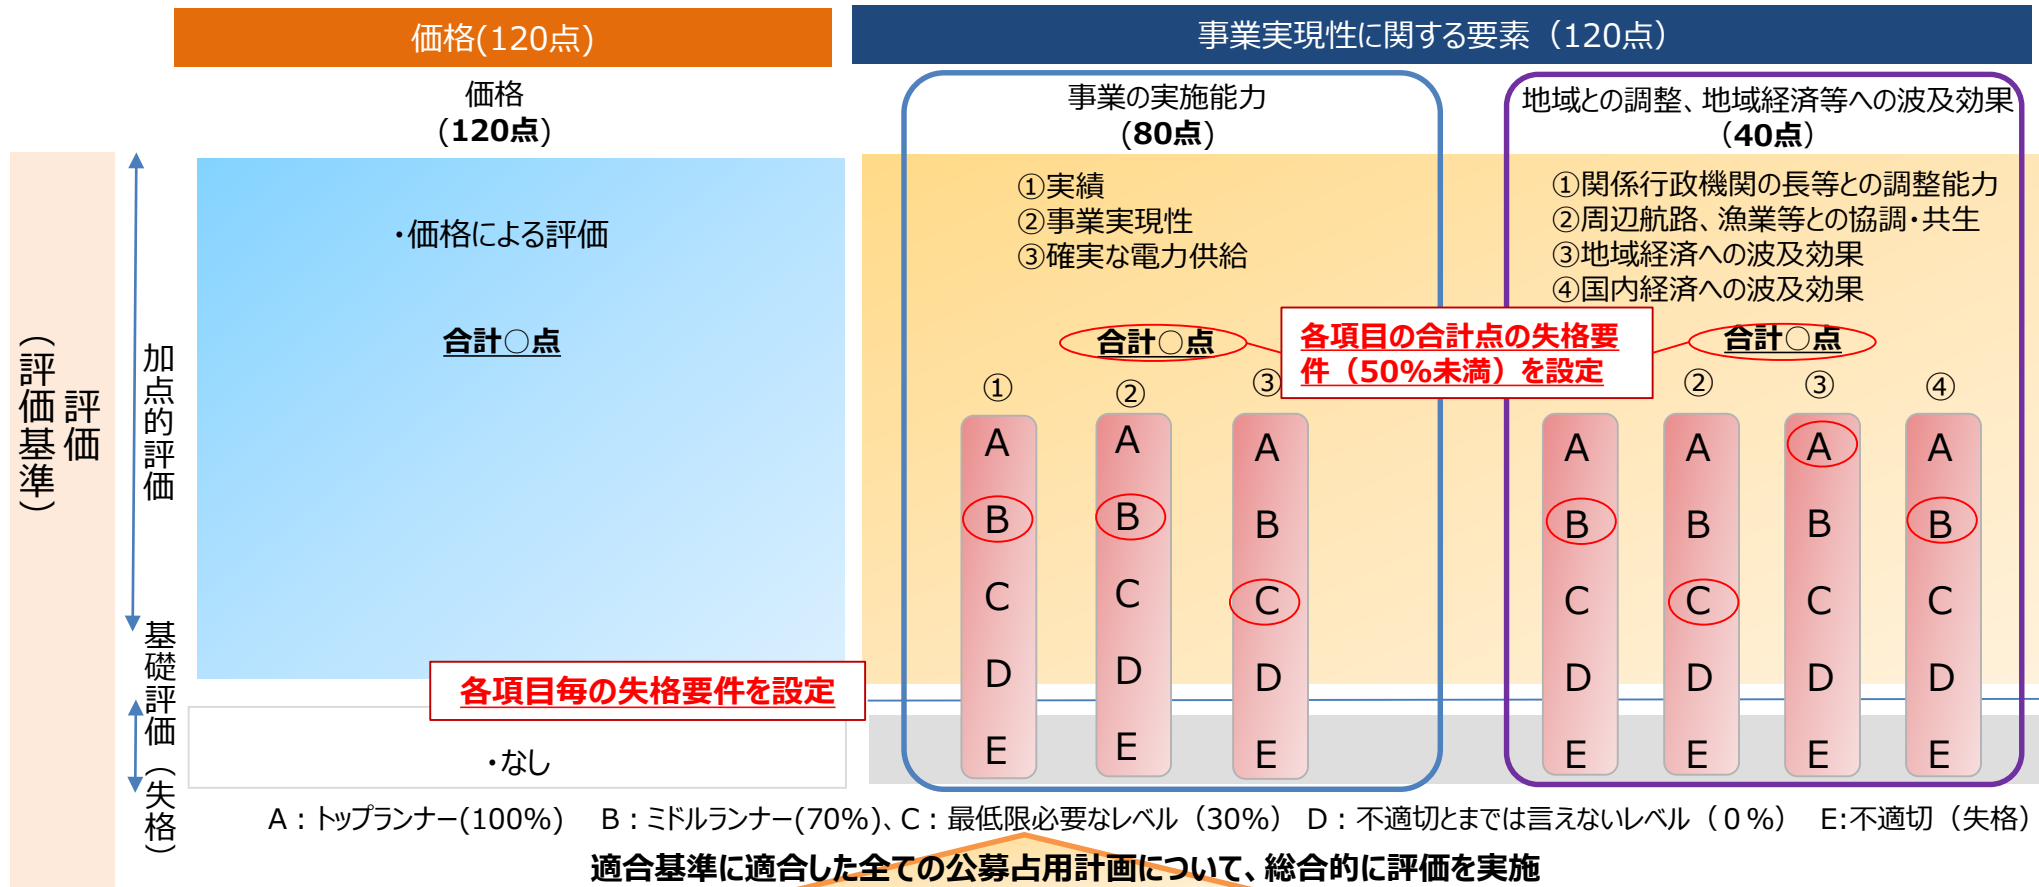 価格(120点)
事業実現性に関する要素（120点）
価格
(120点)
事業の実施能力
(80点)
地域との調整、地域経済等への波及効果
（40点）
評価
（評価基準）
加点的評価
基礎評価（失格）
・価格による評価
合計○点
①実績
②事業実現性
③確実な電力供給
合計○点
①関係行政機関の長等との調整能力
②周辺航路、漁業等との協調・共生
③地域経済への波及効果
④国内経済への波及効果
合計○点
各項目の合計点の失格要
件（50%未満）を設定
① ② ③ ② ③ ④
A A A A A A A
B B B B B B B
C C C C C C C
D D D D D D D
E E E E E E E
各項目毎の失格要件を設定
・なし
A：トップランナー(100%) B：ミドルランナー(70%)、C：最低限必要なレベル（30%） D：不適切とまでは言えないレベル（０%） E:不適切（失格）
適合基準に適合した全ての公募占用計画について、総合的に評価を実施